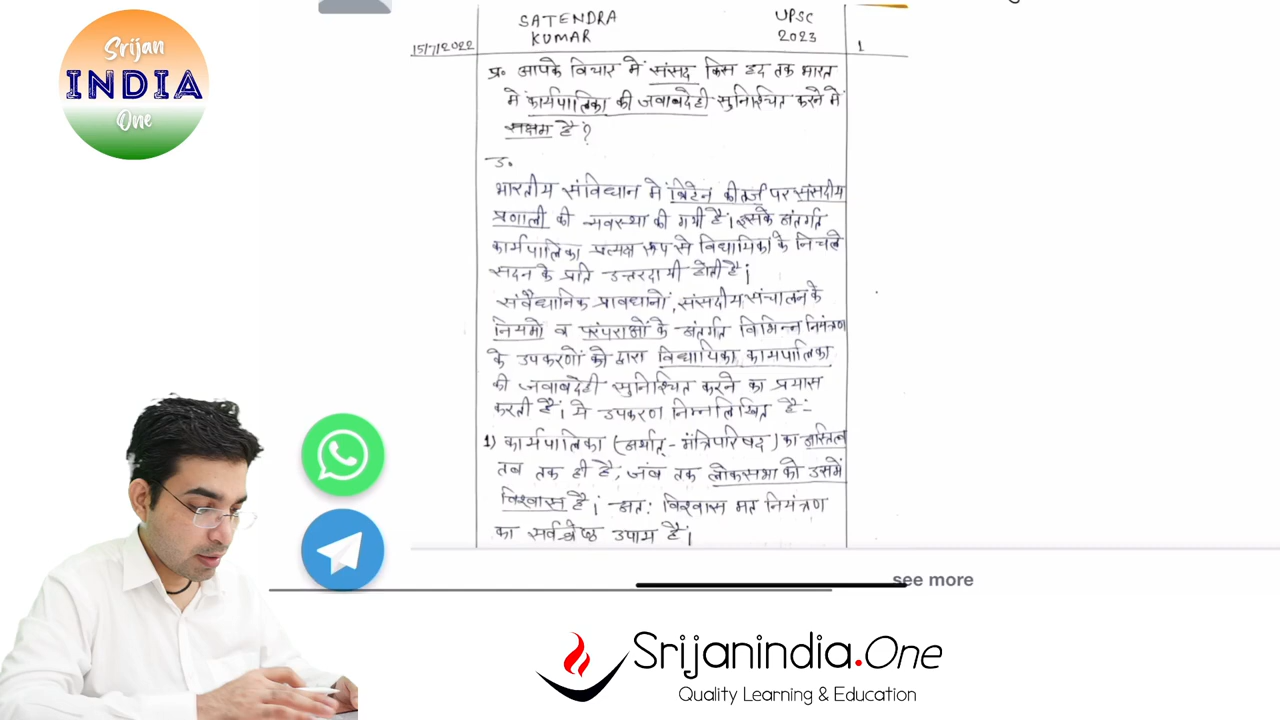 Srijan
INDIA
One
SATENDRA KUMAR
UPSC 2023
15/7/2022
1
प्र. आपके विचार में संसद किस हद तक भारत
में कार्यपालिका की जवाबदेही सुनिश्चित करने में
सक्षम है?
उ.
भारतीय संविधान में ब्रिटेन की तर्ज पर संसदीय
प्रणाली की व्यवस्था की गयी है। इसके अंतर्गत
कार्यपालिका प्रत्यक्ष रूप से विधायिका के निचले
सदन के प्रति उत्तरदायी होती है।
संवैधानिक प्रावधानों, संसदीय संचालन के
नियमों व परंपराओं के अंतर्गत विभिन्न नियंत्रण
के उपकरणों के द्वारा विधायिका, कार्यपालिका
की जवाबदेही सुनिश्चित करने का प्रयास
करती है। ये उपकरण निम्नलिखित है-
1) कार्यपालिका (अर्थात् - मंत्रिपरिषद) का अस्तित्व
तब तक ही है, जब तक लोकसभा को उसमें
विश्वास है। अतः विश्वास मत नियंत्रण
का सर्वश्रेष्ठ उपाय है।
see more
Srijanindia.One
Quality Learning & Education